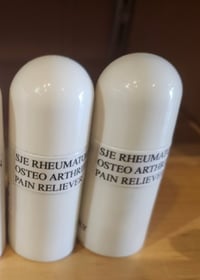 SJE RHEUMATO
OSTEO ARTHR
PAIN RELIEVE
SJE RHEUMAT
OSTEO ARTHR
PAIN RELIEVE